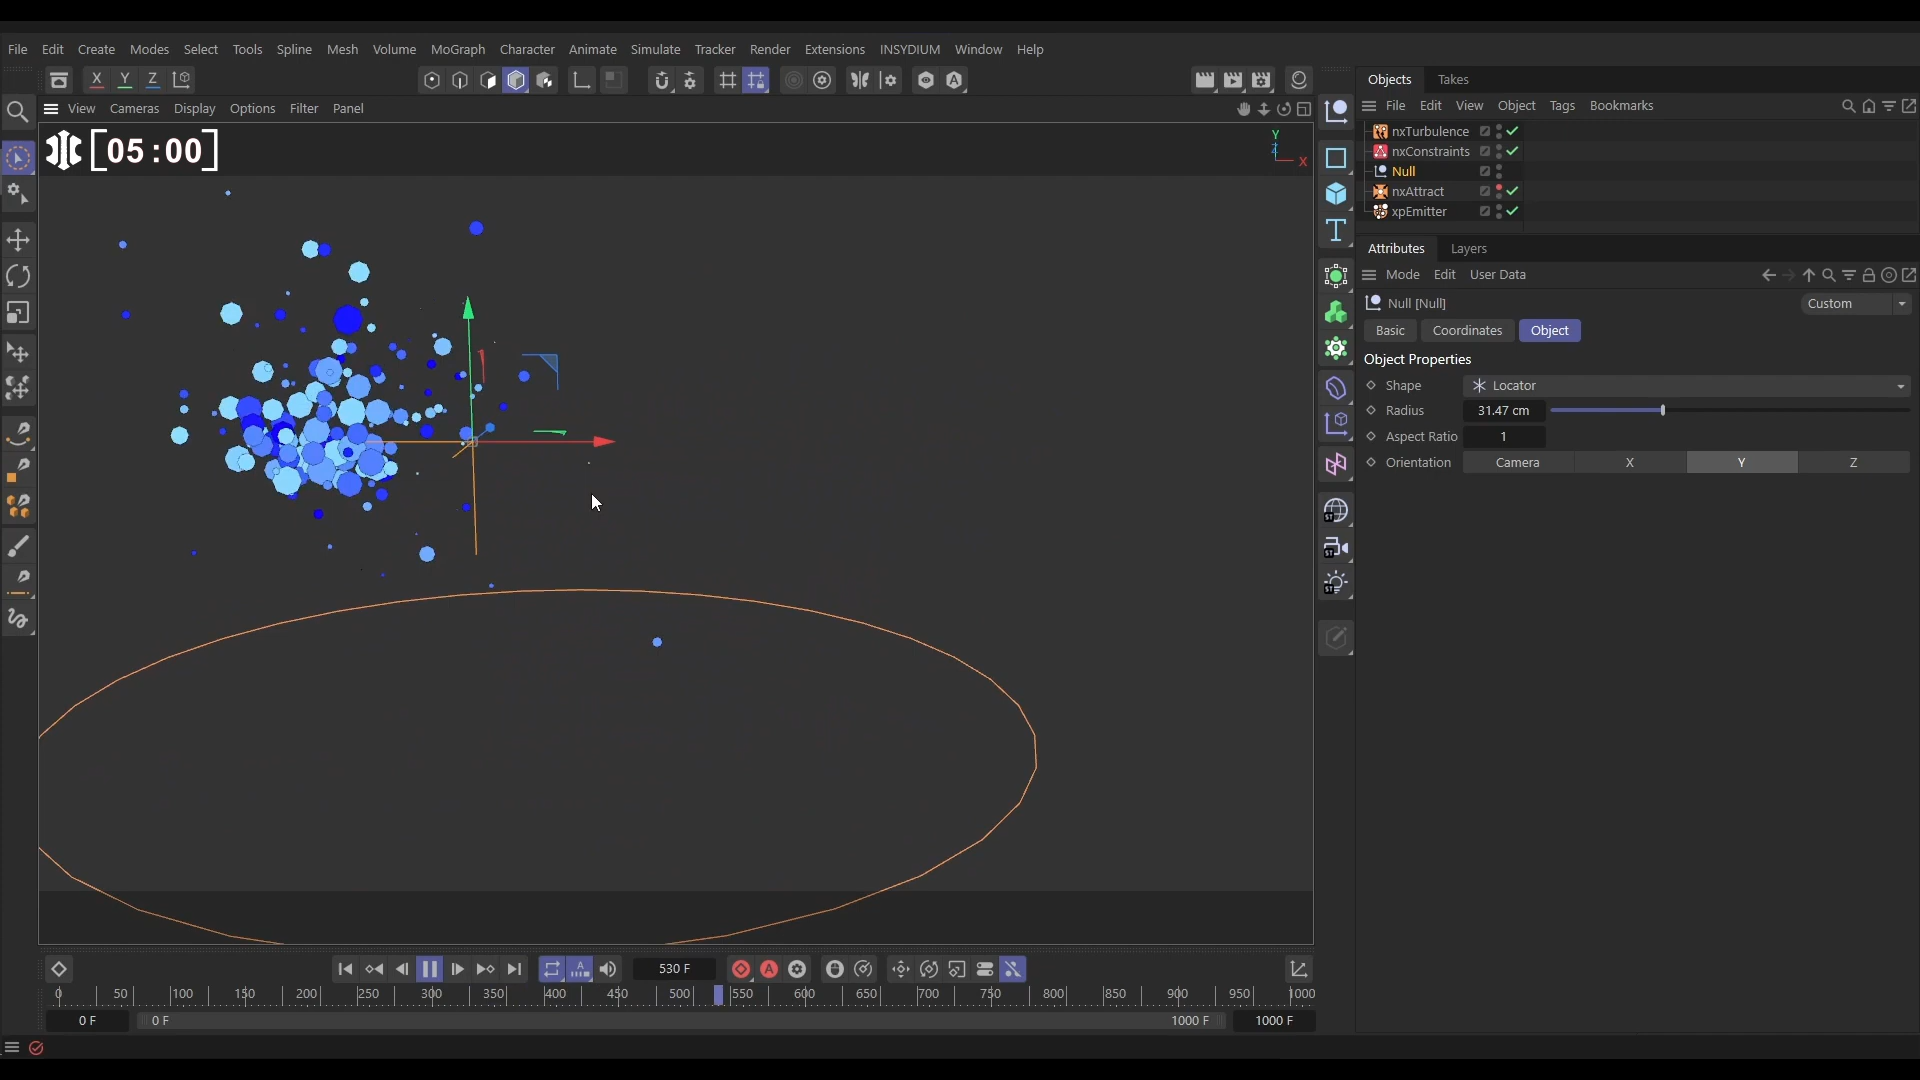 File Edit Create Modes Select Tools Spline Mesh Volume MoGraph Character Animate Simulate Tracker Render Extensions INSYDIUM Window Help
X Y Z
Objects Takes
View Cameras Display Options Filter Panel
File Edit View Object Tags Bookmarks
[05:00]
Y
Z
X
nxTurbulence
nxConstraints
Null
nxAttract
xpEmitter
Attributes Layers
Mode Edit User Data
Null [Null]
Custom
Basic Coordinates Object
Object Properties
Shape Locator
Radius 31.47 cm
Aspect Ratio 1
Orientation Camera X Y Z
ST
ST
ST
530 F
0 50 100 150 200 250 300 350 400 450 500 550 600 650 700 750 800 850 900 950 1000
0 F 0 F 1000 F 1000 F